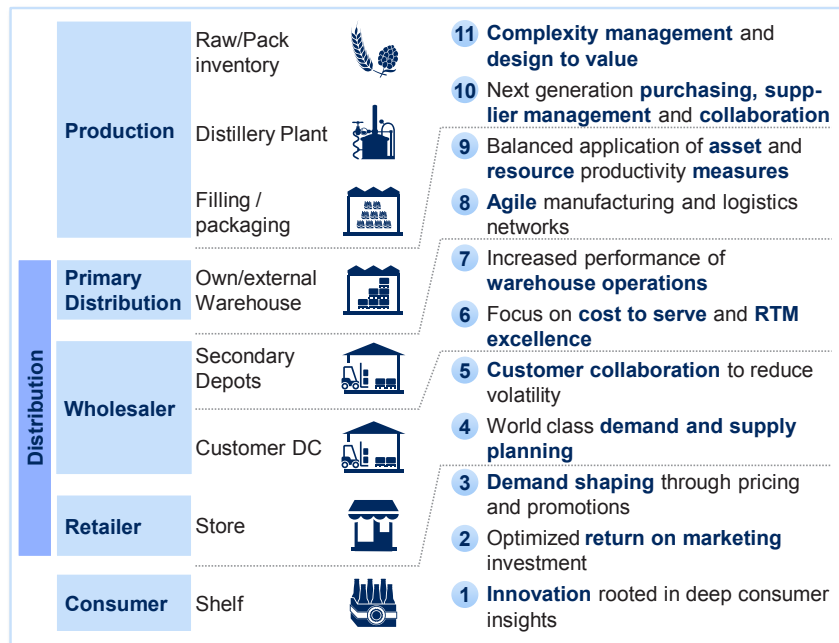 Production
Raw/Pack
inventory
Distillery Plant
Filling /
packaging
Distribution
Primary
Distribution
Own/external
Warehouse
Wholesaler
Secondary
Depots
Customer DC
Retailer
Store
Consumer
Shelf
11 Complexity management and
design to value
10 Next generation purchasing, supp-
lier management and collaboration
9 Balanced application of asset and
resource productivity measures
8 Agile manufacturing and logistics
networks
7 Increased performance of
warehouse operations
6 Focus on cost to serve and RTM
excellence
5 Customer collaboration to reduce
volatility
4 World class demand and supply
planning
3 Demand shaping through pricing
and promotions
2 Optimized return on marketing
investment
1 Innovation rooted in deep consumer
insights